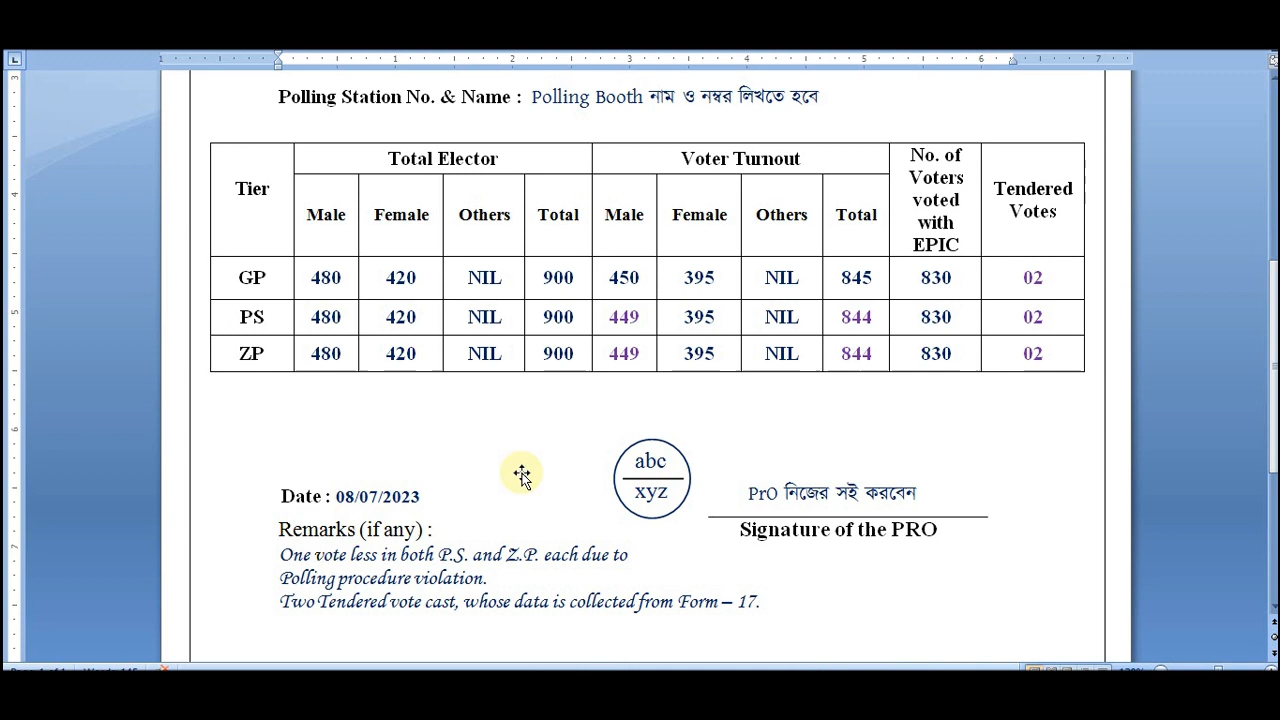 Polling Station No. & Name : Polling Booth নাম ও নম্বর লিখতে হবে
Tier Total Elector Voter Turnout No. of Voters voted with EPIC Tendered Votes
Male Female Others Total Male Female Others Total
GP 480 420 NIL 900 450 395 NIL 845 830 02
PS 480 420 NIL 900 449 395 NIL 844 830 02
ZP 480 420 NIL 900 449 395 NIL 844 830 02
abc
xyz
Date : 08/07/2023 PrO নিজের সই করবেন
Remarks (if any) : Signature of the PRO
One vote less in both P.S. and Z.P. each due to
Polling procedure violation.
Two Tendered vote cast, whose data is collected from Form – 17.